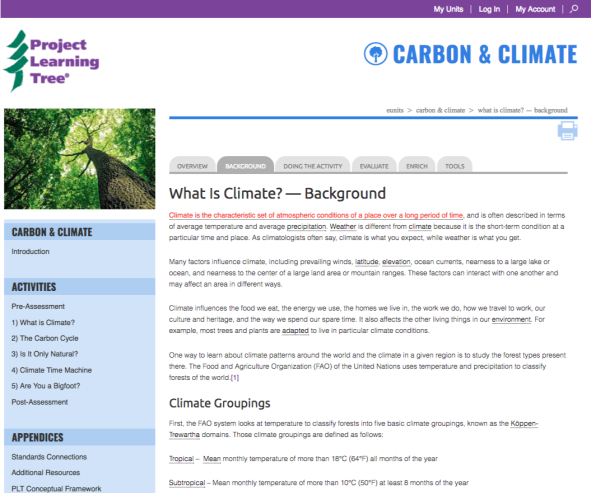 My Units | Log In | My Account |
Project
Learning
Tree®
CARBON & CLIMATE
eunits > carbon & climate > what is climate? — background
OVERVIEW
BACKGROUND
DOING THE ACTIVITY
EVALUATE
ENRICH
TOOLS
What Is Climate? — Background
Climate is the characteristic set of atmospheric conditions of a place over a long period of time, and is often described in terms
of average temperature and average precipitation. Weather is different from climate because it is the short-term condition at a
particular time and place. As climatologists often say, climate is what you expect, while weather is what you get.
Many factors influence climate, including prevailing winds, latitude, elevation, ocean currents, nearness to a large lake or
ocean, and nearness to the center of a large land area or mountain ranges. These factors can interact with one another and
may affect an area in different ways.
Climate influences the food we eat, the energy we use, the homes we live in, the work we do, how we travel to work, our
culture and heritage, and the way we spend our spare time. It also affects the other living things in our environment. For
example, most trees and plants are adapted to live in particular climate conditions.
One way to learn about climate patterns around the world and the climate in a given region is to study the forest types present
there. The Food and Agriculture Organization (FAO) of the United Nations uses temperature and precipitation to classify
forests of the world.[1]
Climate Groupings
First, the FAO system looks at temperature to classify forests into five basic climate groupings, known as the Köppen-
Trewartha domains. Those climate groupings are defined as follows:
Tropical – Mean monthly temperature of more than 18°C (64°F) all months of the year
Subtropical – Mean monthly temperature of more than 10°C (50°F) at least 8 months of the year
CARBON & CLIMATE
Introduction
ACTIVITIES
Pre-Assessment
1) What is Climate?
2) The Carbon Cycle
3) Is It Only Natural?
4) Climate Time Machine
5) Are You a Bigfoot?
Post-Assessment
APPENDICES
Standards Connections
Additional Resources
PLT Conceptual Framework